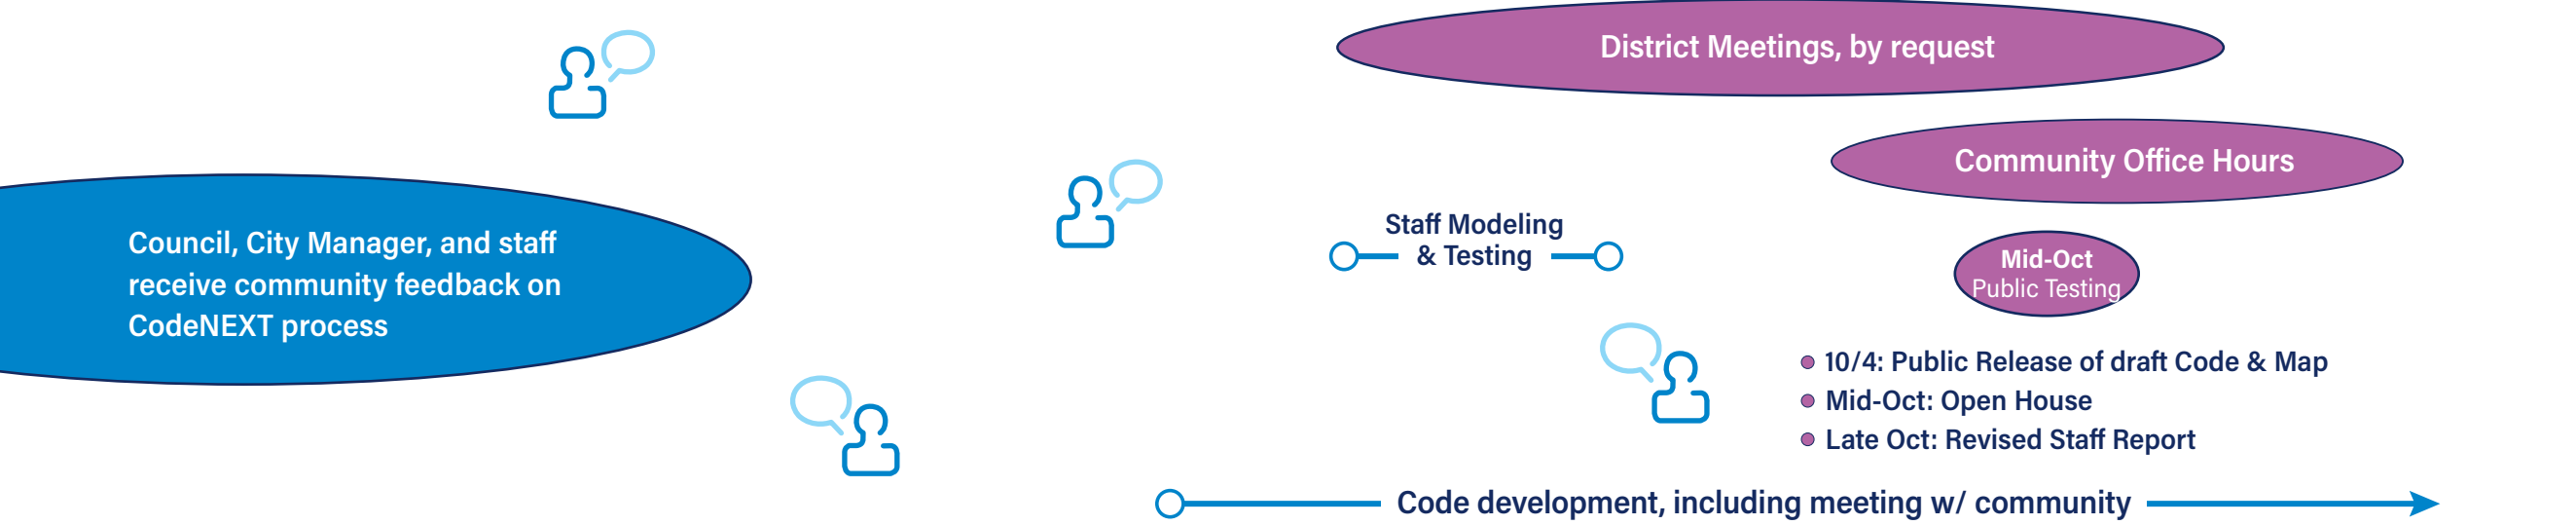 District Meetings, by request
Community Office Hours
Council, City Manager, and staff
receive community feedback on
CodeNEXT process
Staff Modeling
& Testing
Mid-Oct
Public Testing
10/4: Public Release of draft Code & Map
Mid-Oct: Open House
Late Oct: Revised Staff Report
Code development, including meeting w/ community